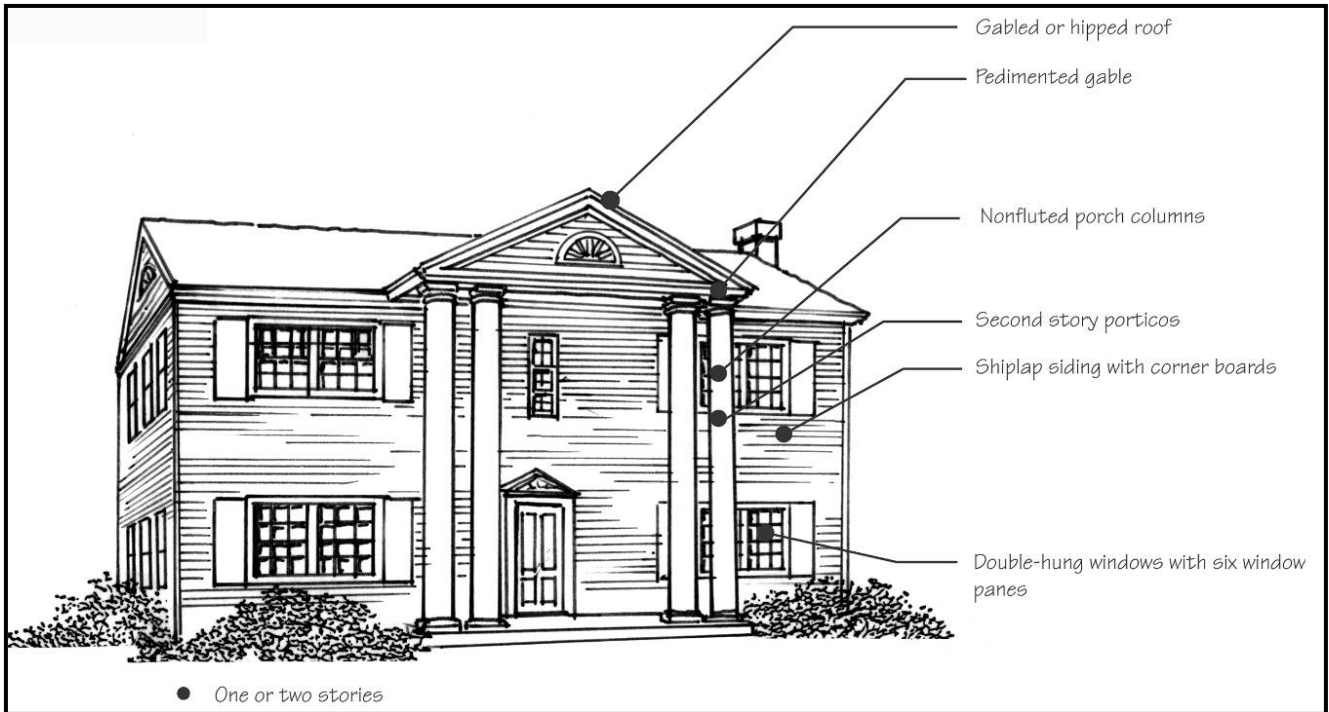 Gabled or hipped roof
Pedimented gable
Nonfluted porch columns
Second story porticos
Shiplap siding with corner boards
Double-hung windows with six window
panes
One or two stories